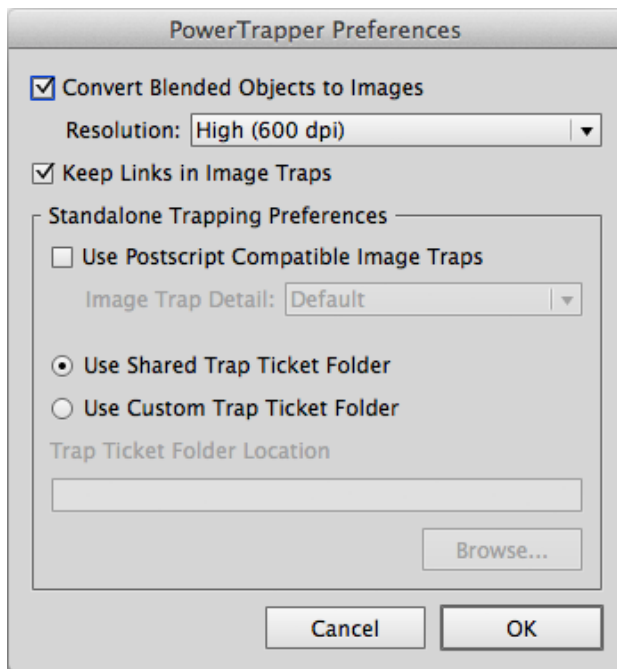 PowerTrapper Preferences
Convert Blended Objects to Images
Resolution: High (600 dpi)
Keep Links in Image Traps
Standalone Trapping Preferences
Use Postscript Compatible Image Traps
Image Trap Detail: Default
Use Shared Trap Ticket Folder
Use Custom Trap Ticket Folder
Trap Ticket Folder Location
Browse...
Cancel OK